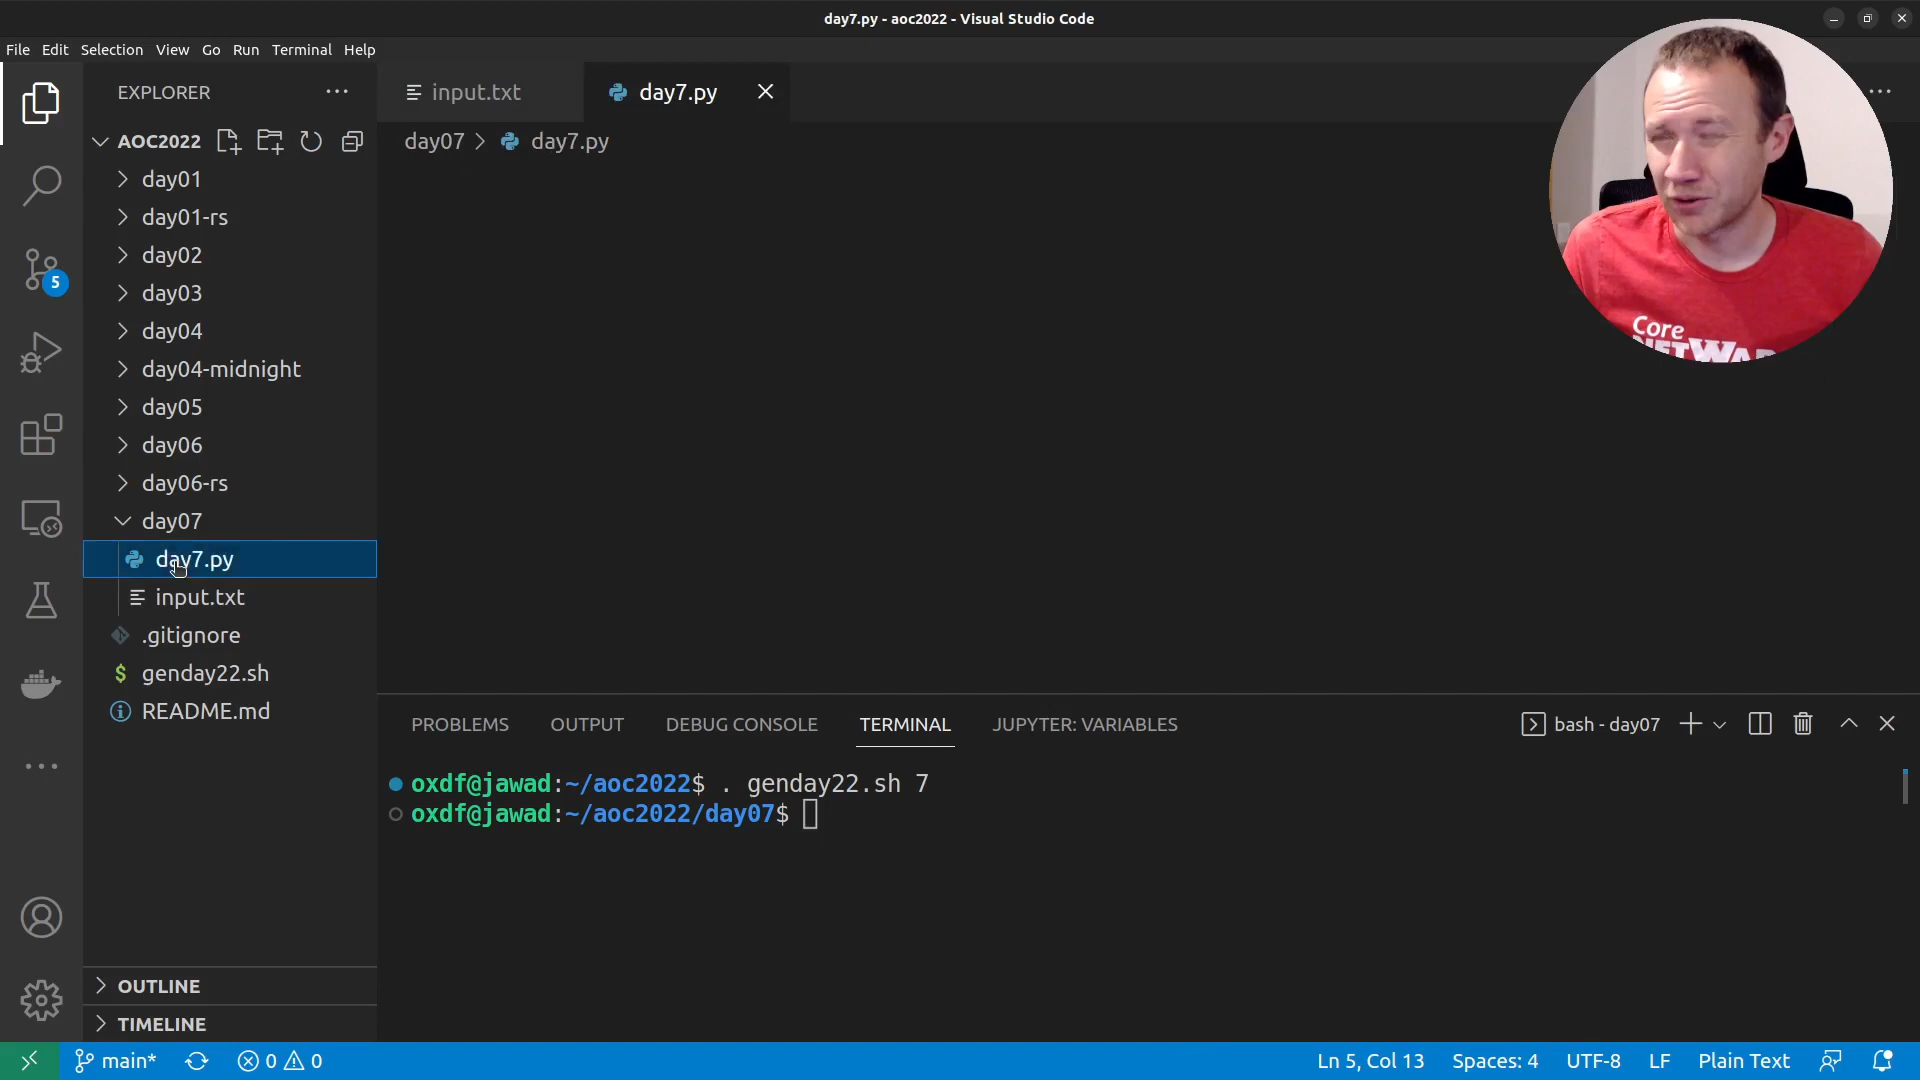 day7.py - aoc2022 - Visual Studio Code
File Edit Selection View Go Run Terminal Help
EXPLORER
input.txt
day7.py
AOC2022
day07 > day7.py
day01
day01-rs
day02
day03
5
day04
day04-midnight
day05
day06
day06-rs
day07
day7.py
input.txt
.gitignore
$ genday22.sh
README.md
OUTLINE
TIMELINE
Core
PROBLEMS OUTPUT DEBUG CONSOLE TERMINAL JUPYTER: VARIABLES
bash - day07
oxdf@jawad:~/aoc2022$ . genday22.sh 7
oxdf@jawad:~/aoc2022/day07$
main* 0 0 Ln 5, Col 13 Spaces: 4 UTF-8 LF Plain Text